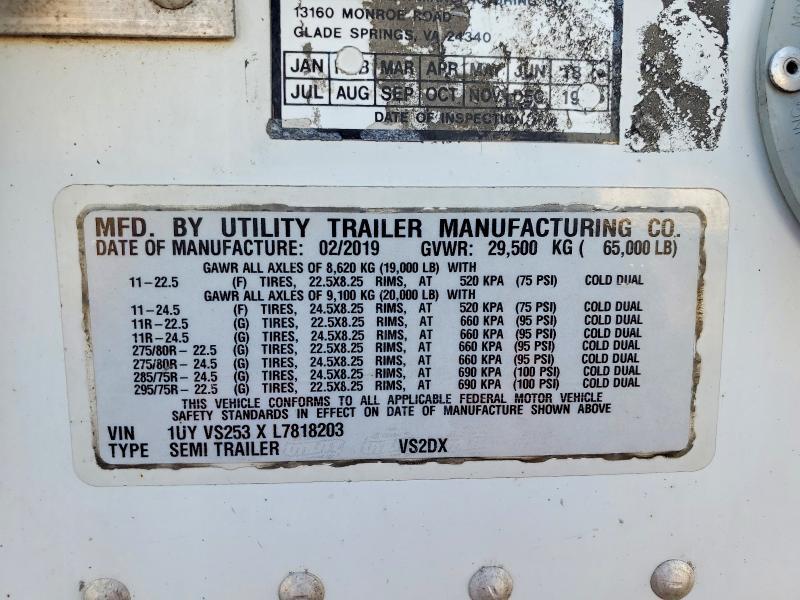 13160 MONROE ROAD
GLADE SPRINGS, VA 24340
JAN MAR APR MAY JUN 18
JUL AUG SEP OCT NOV DEC 19
DATE OF INSPECTION
MFD. BY UTILITY TRAILER MANUFACTURING CO.
DATE OF MANUFACTURE: 02/2019 GVWR: 29,500 KG ( 65,000 LB)
GAWR ALL AXLES OF 8,620 KG (19,000 LB) WITH
11-22.5 (F) TIRES, 22.5X8.25 RIMS, AT 520 KPA (75 PSI) COLD DUAL
GAWR ALL AXLES OF 9,100 KG (20,000 LB) WITH
11-24.5 (F) TIRES, 24.5X8.25 RIMS, AT 520 KPA (75 PSI) COLD DUAL
11R-22.5 (G) TIRES, 22.5X8.25 RIMS, AT 660 KPA (95 PSI) COLD DUAL
11R-24.5 (G) TIRES, 24.5X8.25 RIMS, AT 660 KPA (95 PSI) COLD DUAL
275/80R - 22.5 (G) TIRES, 22.5X8.25 RIMS, AT 660 KPA (95 PSI) COLD DUAL
275/80R - 24.5 (G) TIRES, 24.5X8.25 RIMS, AT 660 KPA (95 PSI) COLD DUAL
285/75R - 24.5 (G) TIRES, 24.5X8.25 RIMS, AT 690 KPA (100 PSI) COLD DUAL
295/75R - 22.5 (G) TIRES, 22.5X8.25 RIMS, AT 690 KPA (100 PSI) COLD DUAL
THIS VEHICLE CONFORMS TO ALL APPLICABLE FEDERAL MOTOR VEHICLE
SAFETY STANDARDS IN EFFECT ON DATE OF MANUFACTURE SHOWN ABOVE
VIN 1UY VS253 X L7818203
TYPE SEMI TRAILER VS2DX